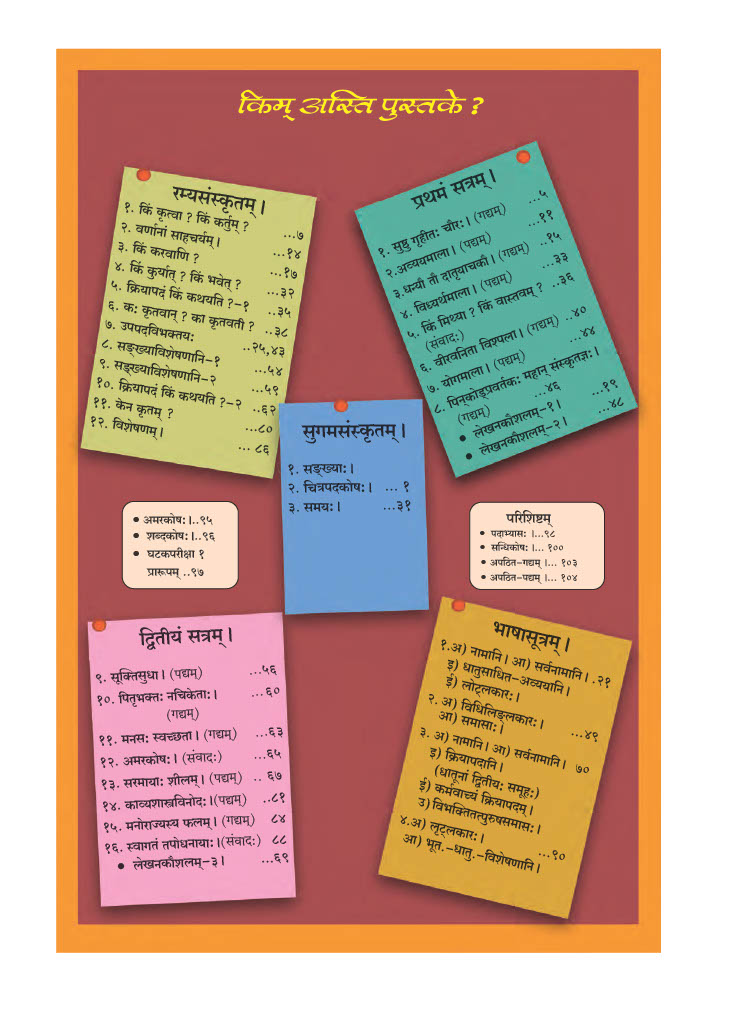 किम् अस्ति पुस्तके ?
रम्यसंस्कृतम्।
१. किं कृत्वा ? किं कर्तुम् ? ...७
२. वर्णानां साहचर्यम्। ...१४
३. किं करवाणि ? ...१७
४. किं कुर्यात् ? किं भवेत् ? ...३२
५. क्रियापदं किं कथयति ?-१ ..३५
६. कः कृतवान् ? का कृतवती ? ..३८
७. उपपदविभक्तयः ..२५,४३
८. सङ्ख्याविशेषणानि-१ ...५४
९. सङ्ख्याविशेषणानि-२ ...५९
१०. क्रियापदं किं कथयति ?-२ ..६२
११. केन कृतम् ? ...८०
१२. विशेषणम्। ... ८६
प्रथमं सत्रम्।
१. सुष्ठु गृहीतः चौरः। (गद्यम्) ...५
२.अव्ययमाला। (पद्यम्) ...११
३.धन्यौ तौ दातृयाचकौ। (गद्यम्) ..१५
४. विध्यर्थमाला। (पद्यम्) ...३३
५. किं मिथ्या ? किं वास्तवम् ? ..३६
(संवादः)
६. वीरवनिता विश्पला। (गद्यम्) ..४०
७. योगमाला। (पद्यम्) ...४४
८. मिन्कोड्प्रवर्तकः महान् संस्कृतज्ञः।
(गद्यम्) ...४६
• लेखनकौशलम्-१। ...१९
• लेखनकौशलम्-२। ...४८
सुगमसंस्कृतम्।
१. सङ्ख्याः।
२. चित्रपदकोषः। ... १
३. समयः। ...३१
• अमरकोषः।..९५
• शब्दकोषः।..९६
• घटकपरीक्षा १
प्रारूपम् ..९७
परिशिष्टम्
• पदाभ्यासः।...९८
• सन्धिकोषः।... १००
• अपठित-गद्यम्।... १०३
• अपठित-पद्यम्।... १०४
द्वितीयं सत्रम्।
९. सूक्तिसुधा। (पद्यम्) ...५६
१०. पितृभक्तः नचिकेताः। ...६०
(गद्यम्)
११. मनसः स्वच्छता। (गद्यम्) ...६३
१२. अमरकोषः। (संवादः) ...६५
१३. सरमायाः शीलम्। (पद्यम्) .. ६७
१४. काव्यशास्त्रविनोदः।(पद्यम्) ..८१
१५. मनोराज्यस्य फलम्। (गद्यम्) ८४
१६. स्वागतं तपोधनायाः।(संवादः) ८८
• लेखनकौशलम्-३। ...६९
भाषासूत्रम्।
१.अ) नामानि। आ) सर्वनामानि। .२१
इ) धातुसाधित-अव्ययानि।
ई) लोट्लकारः।
२. अ) विधिलिङ्लकारः।
आ) समासाः। ...४९
३. अ) नामानि। आ) सर्वनामानि। ७०
इ) क्रियापदानि।
(धातूनां द्वितीयः समूहः)
ई) कर्मवाच्यं क्रियापदम्।
उ) विभक्तितत्पुरुषसमासः।
४.अ) लृट्लकारः। ...९०
आ) भूत.-धातु.-विशेषणानि।